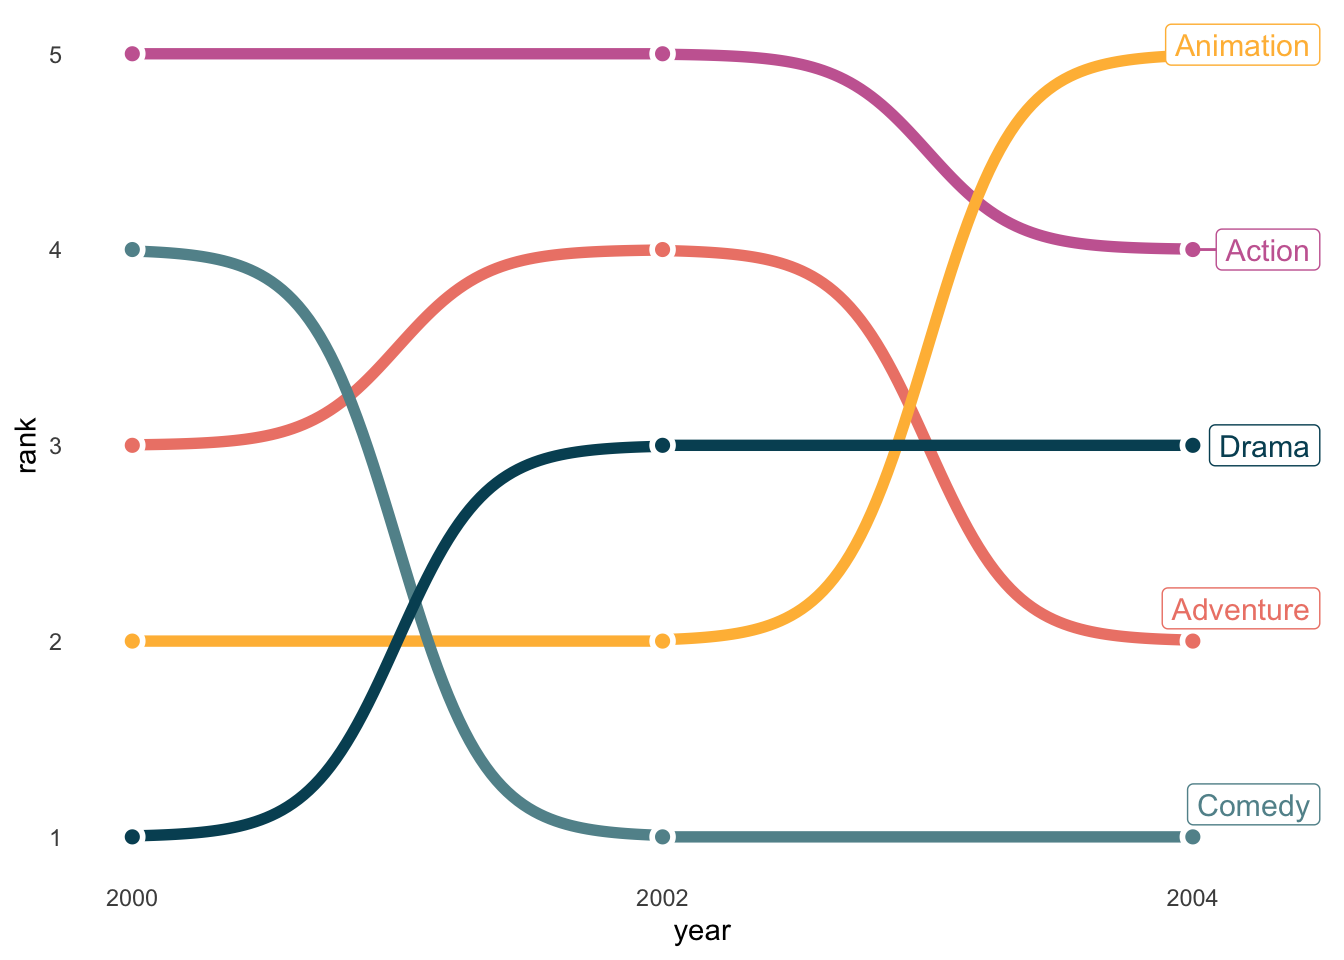 5
4
3
2
1
rank
Animation
Action
Drama
Adventure
Comedy
2000
2002
2004
year